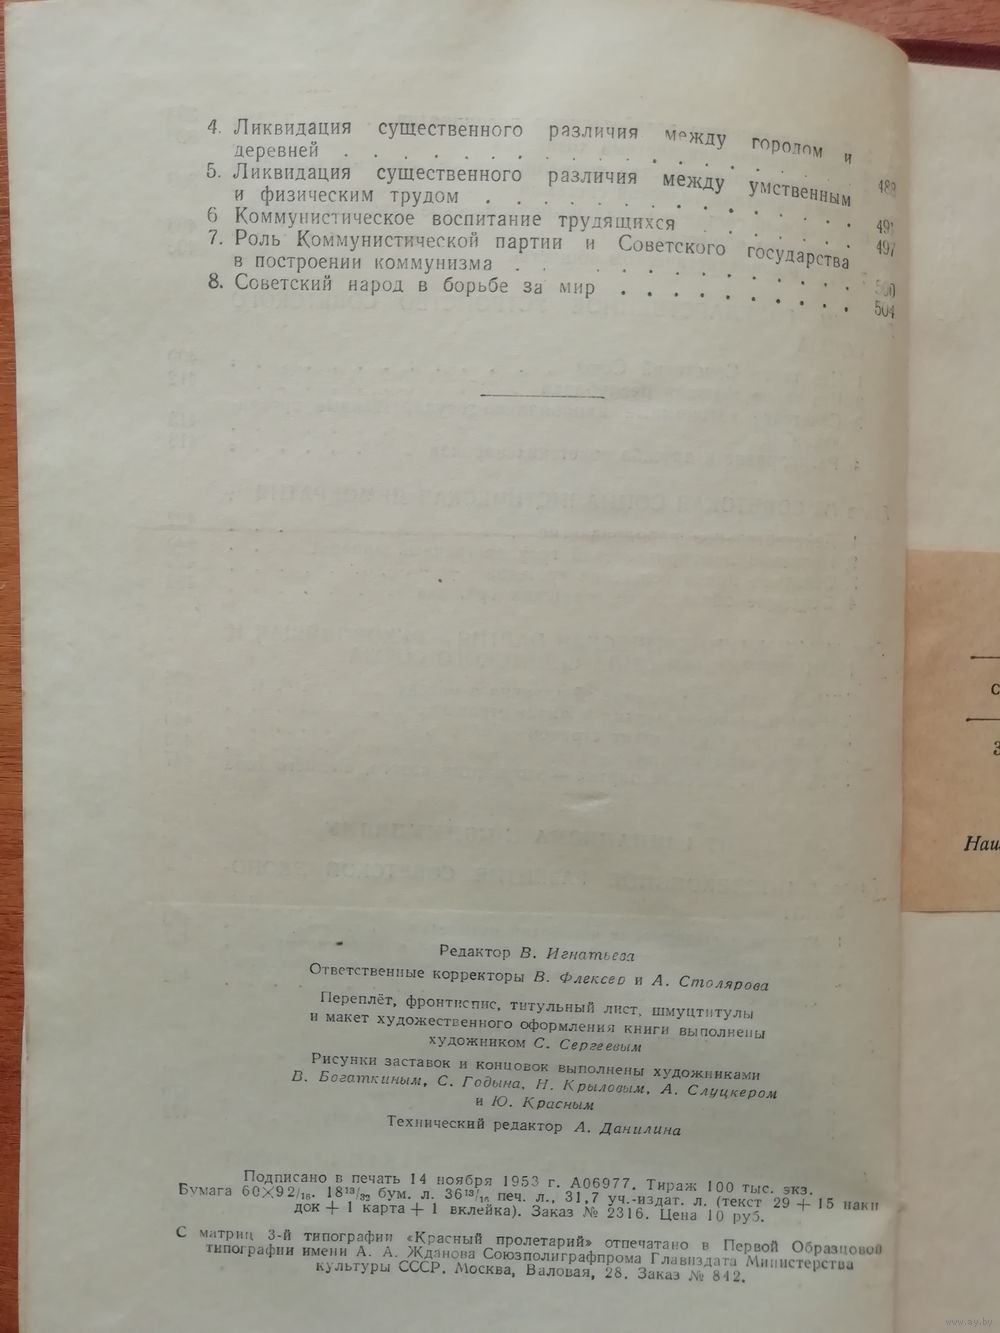 4. Ликвидация существенного различия между городом и
деревней . . . . . . . . . . . . . . . . .
5. Ликвидация существенного различия между умственным
и физическим трудом . . . . . . . . . . . .
6 Коммунистическое воспитание трудящихся . . . . . .
7. Роль Коммунистической партии и Советского государства 497
в построении коммунизма . . . . . . . . . . . . 500
8. Советский народ в борьбе за мир . . . . . . . . . 504
Редактор В. Игнатьева
Ответственные корректоры В. Флексер и А. Столярова
Переплёт, фронтиспис, титульный лист, шмуцтитулы
и макет художественного оформления книги выполнены
художником С. Сергеевым
Рисунки заставок и концовок выполнены художниками
В. Богаткиным, С. Годына, Н. Крыловым, А. Слуцкером
и Ю. Красным
Технический редактор А. Данилина
Подписано в печать 14 ноября 1953 г. А06977. Тираж 100 тыс. экз.
Бумага 60×92/16. 18 13/32 бум. л. 36 13/16 печ. л., 31,7 уч.-издат. л. (текст 29 + 15 накидок + 1 карта + 1 вклейка). Заказ № 2316. Цена 10 руб.
С матриц 3-й типографии «Красный пролетарий» отпечатано в Первой Образцовой
типографии имени А. А. Жданова Союзполиграфпрома Главиздата Министерства
культуры СССР. Москва, Валовая, 28. Заказ № 842.
www.ay.by